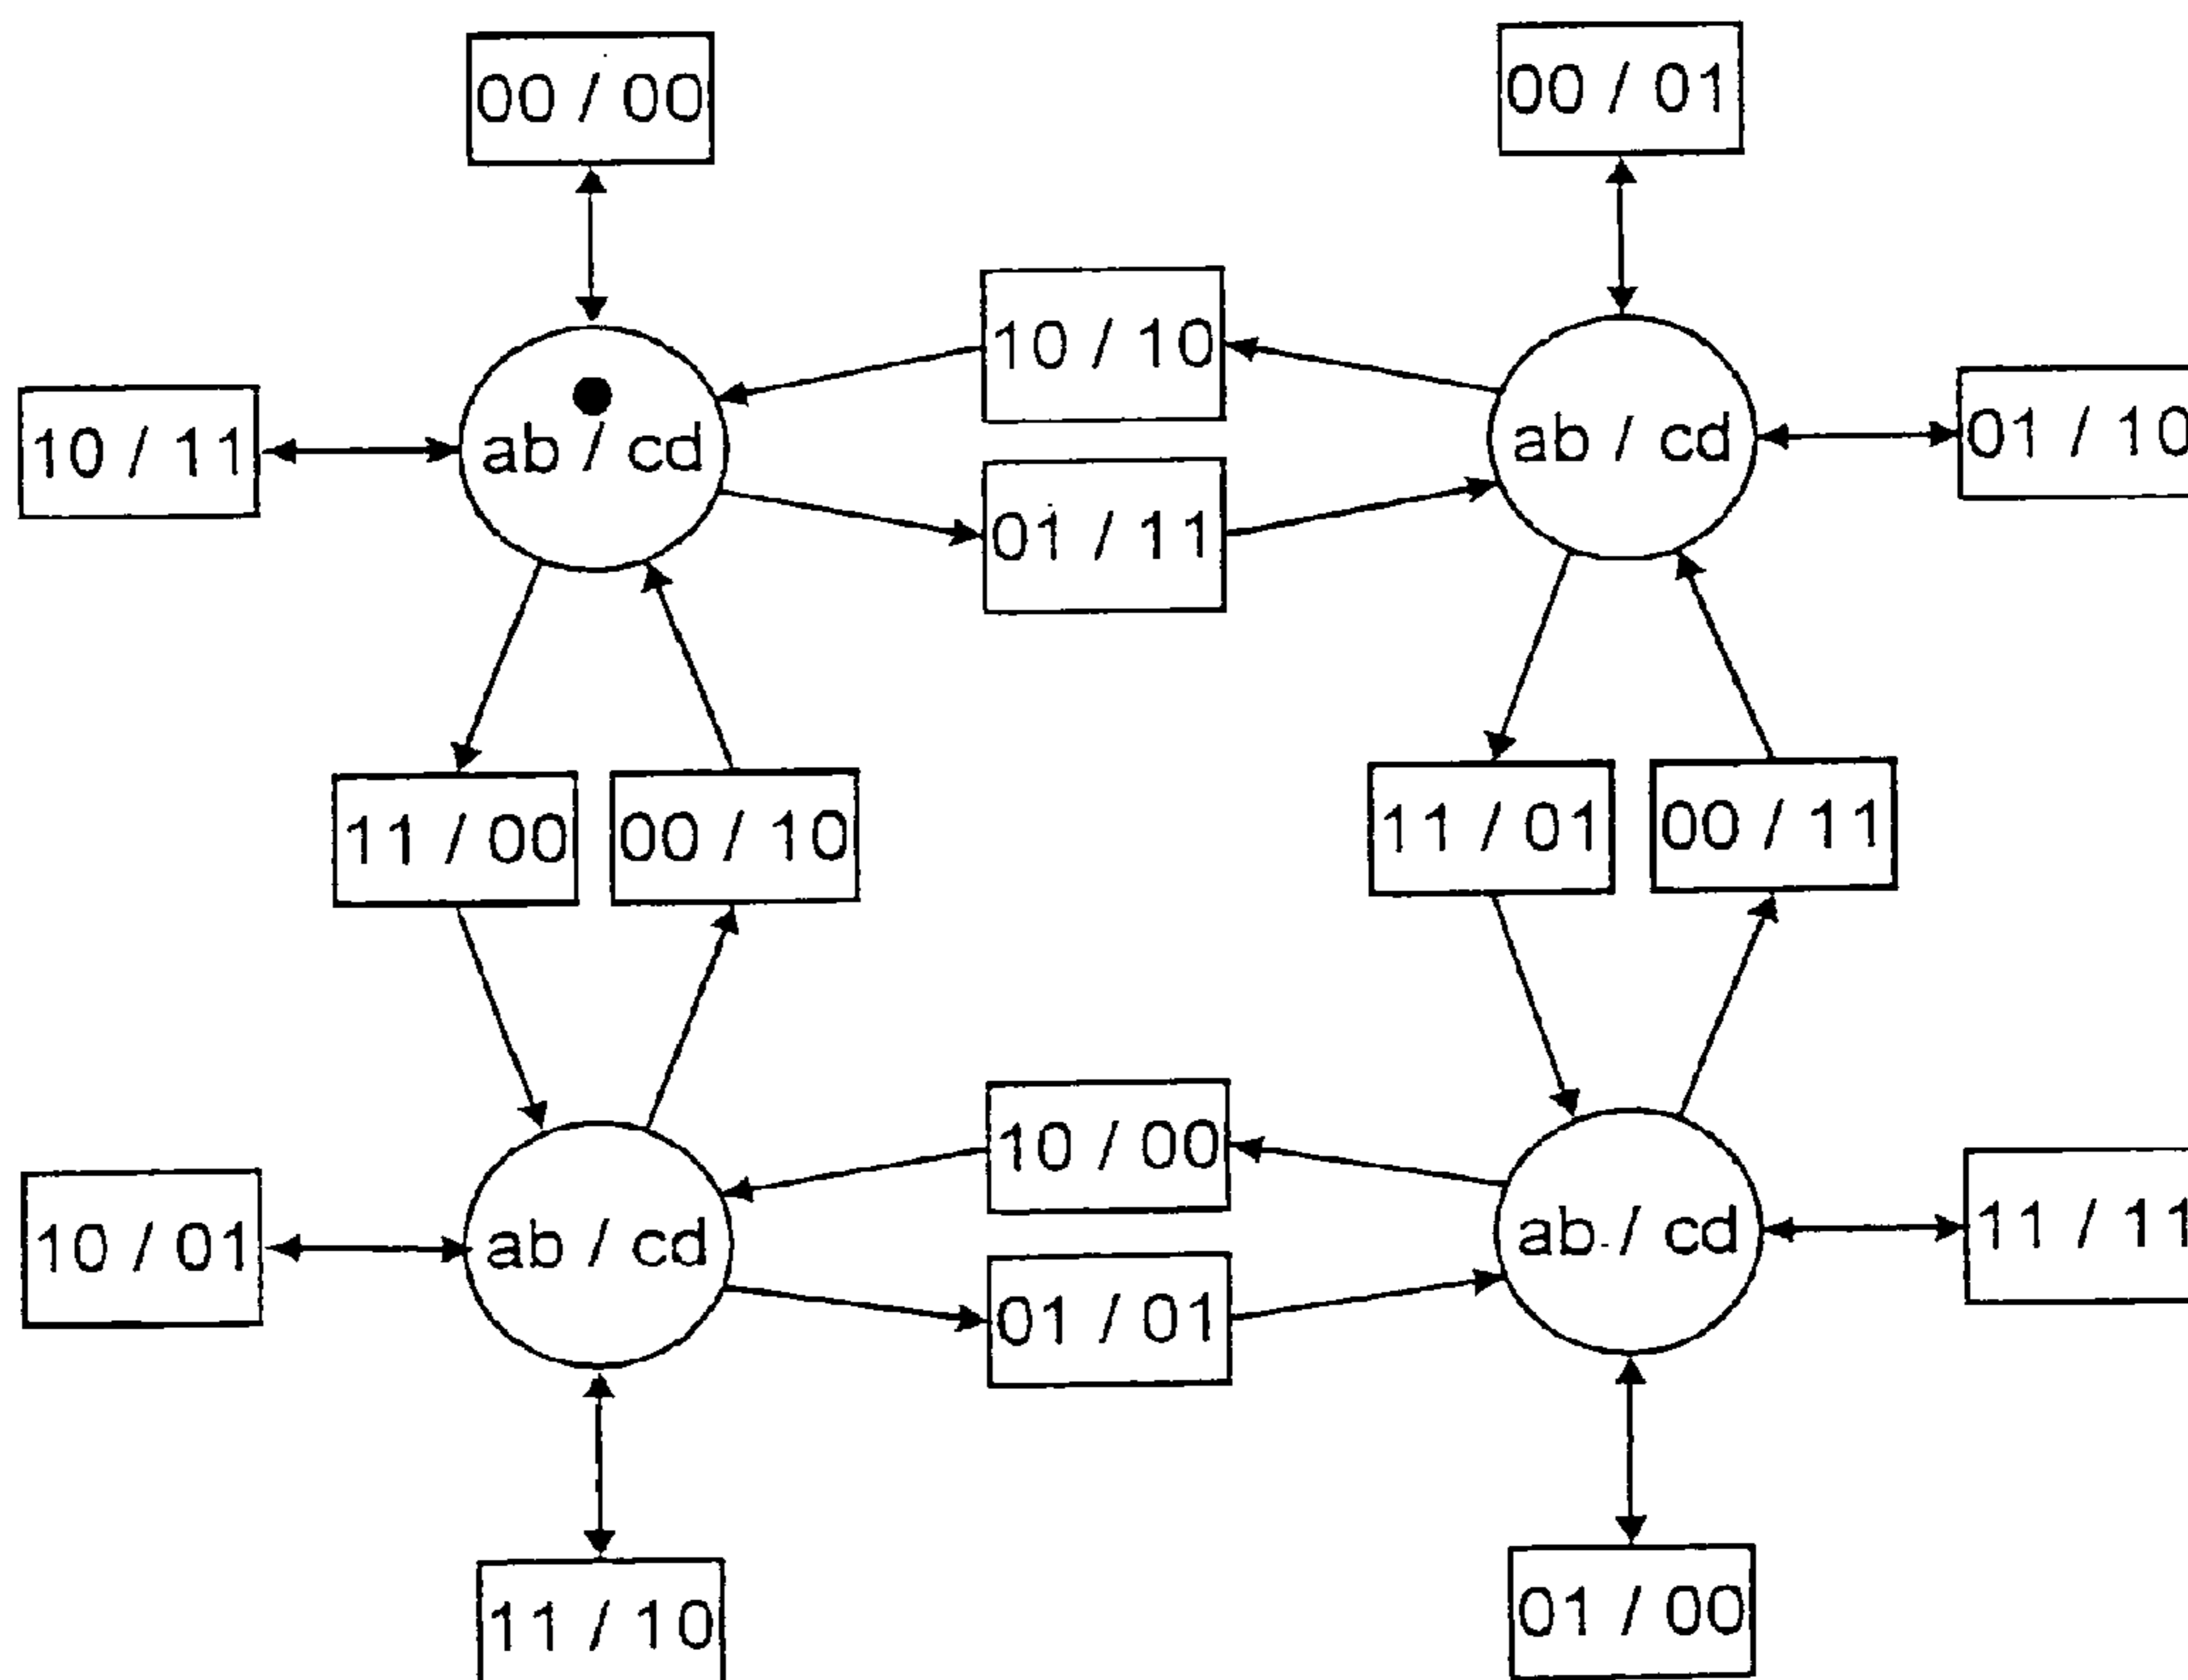 00 / 00
00 / 01
10 / 10
10 / 11
ab / cd
ab / cd
01 / 10
01 / 11
11 / 00
00 / 10
11 / 01
00 / 11
10 / 00
10 / 01
ab / cd
ab / cd
11 / 11
01 / 01
11 / 10
01 / 00